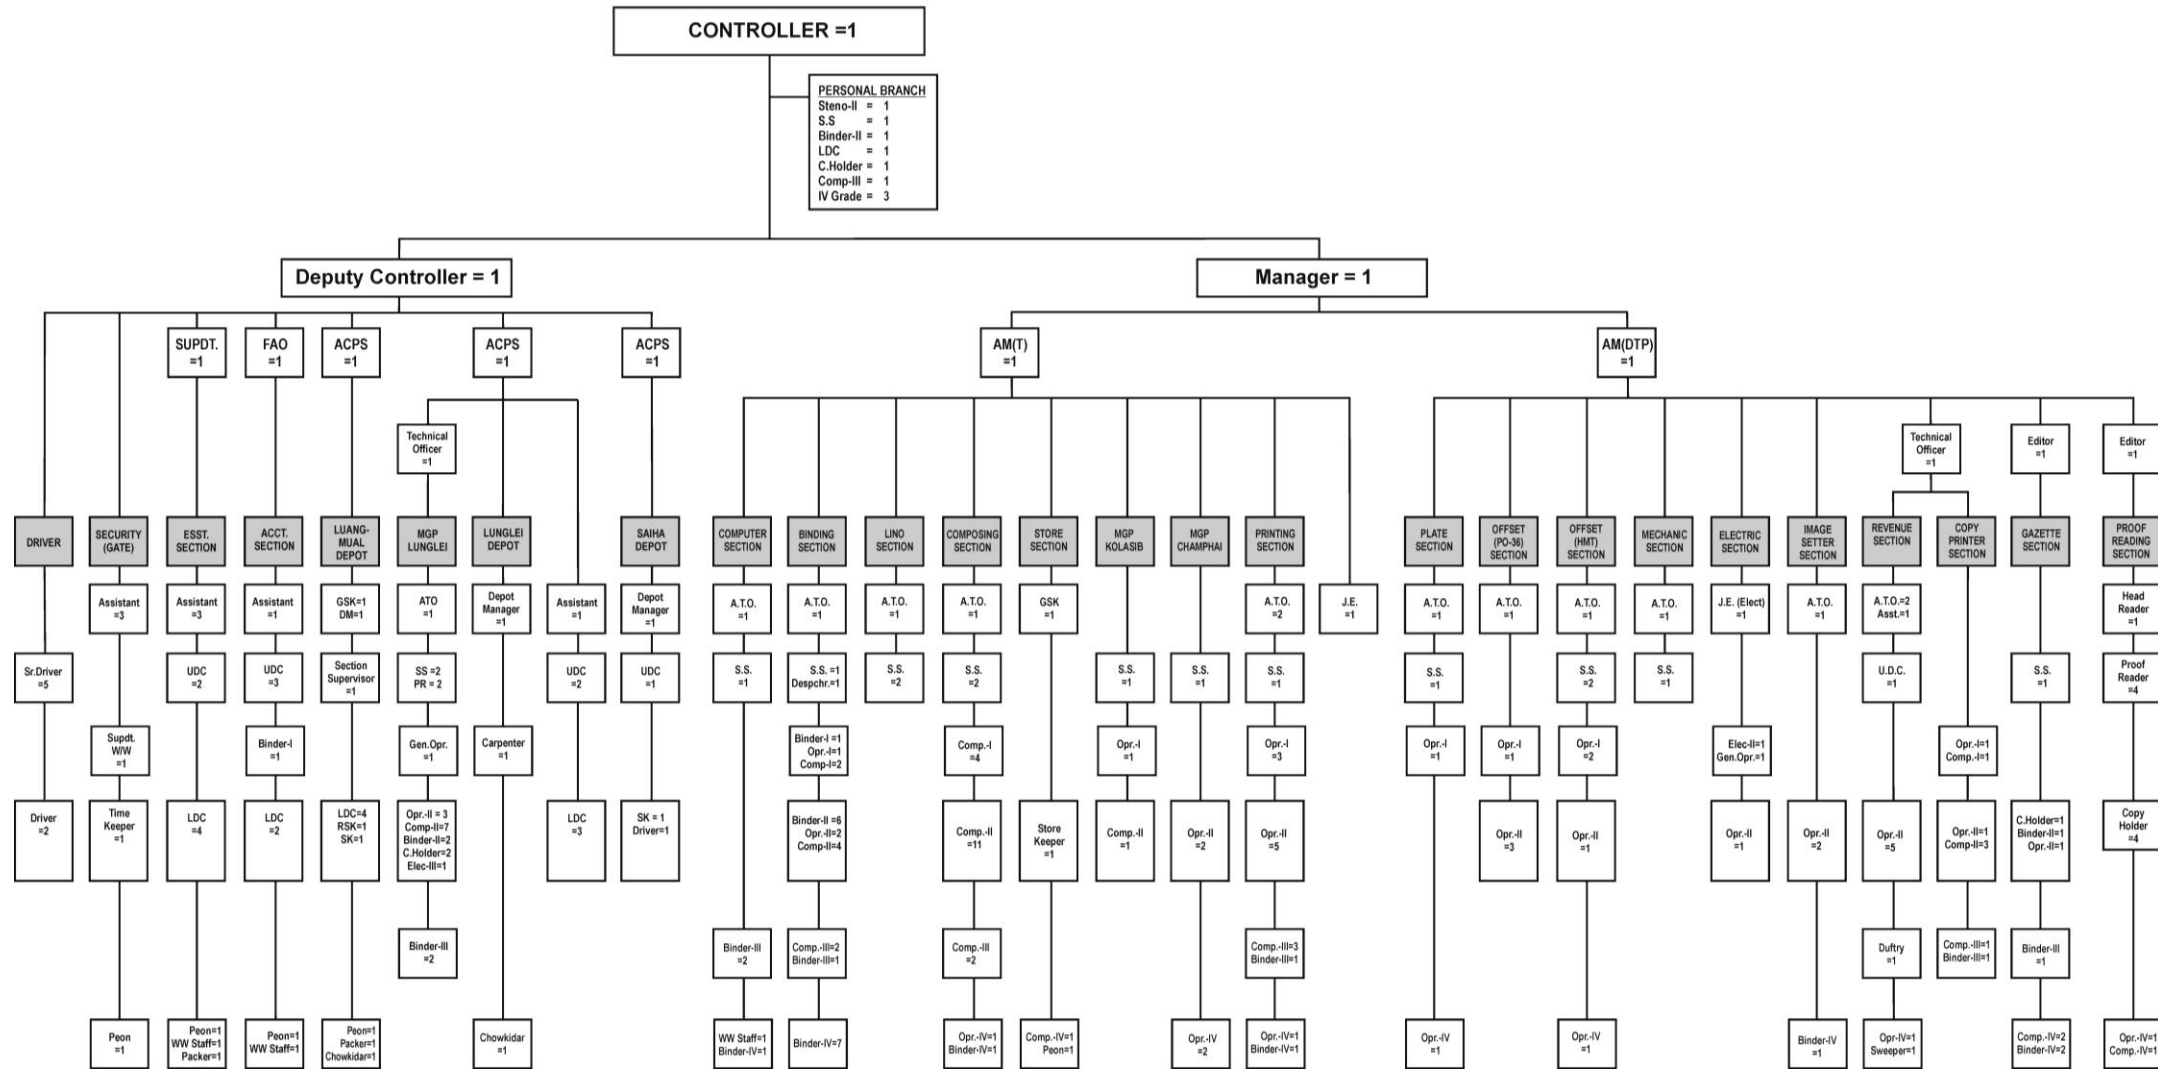 CONTROLLER =1
PERSONAL BRANCH
Steno-II = 1
S.S = 1
Binder-II = 1
LDC = 1
C.Holder = 1
Comp-III = 1
IV Grade = 3
Deputy Controller = 1
Manager = 1
SUPDT.
=1
FAO
=1
ACPS
=1
ACPS
=1
ACPS
=1
AM(T)
=1
AM(DTP)
=1
Technical
Officer
=1
Technical
Officer
=1
Editor
=1
Editor
=1
DRIVER
SECURITY
(GATE)
ESST.
SECTION
ACCT.
SECTION
LUANG-
MUAL
DEPOT
MGP
LUNGLEI
LUNGLEI
DEPOT
SAIHA
DEPOT
COMPUTER
SECTION
BINDING
SECTION
LINO
SECTION
COMPOSING
SECTION
STORE
SECTION
MGP
KOLASIB
MGP
CHAMPHAI
PRINTING
SECTION
PLATE
SECTION
OFFSET
(PO-36)
SECTION
OFFSET
(HMT)
SECTION
MECHANIC
SECTION
ELECTRIC
SECTION
IMAGE
SETTER
SECTION
REVENUE
SECTION
COPY
PRINTER
SECTION
GAZETTE
SECTION
PROOF
READING
SECTION
Assistant
=3
Assistant
=3
Assistant
=1
GSK=1
DM=1
ATO
=1
Depot
Manager
=1
Assistant
=1
Depot
Manager
=1
A.T.O.
=1
A.T.O.
=1
A.T.O.
=1
A.T.O.
=1
GSK
=1
A.T.O.
=2
J.E.
=1
A.T.O.
=1
A.T.O.
=1
A.T.O.
=1
A.T.O.
=1
J.E. (Elect)
=1
A.T.O.
=1
A.T.O.=2
Asst.=1
Head
Reader
=1
Sr.Driver
=5
UDC
=2
UDC
=3
Section
Supervisor
=1
SS =2
PR = 2
UDC
=2
UDC
=1
S.S.
=1
S.S. =1
Despchr.=1
S.S.
=2
S.S.
=2
S.S.
=1
S.S.
=1
S.S.
=1
S.S.
=1
S.S.
=2
S.S.
=1
U.D.C.
=1
S.S.
=1
Proof
Reader
=4
Supdt.
W/W
=1
Binder-I
=1
Gen.Opr.
=1
Carpenter
=1
Binder-I =1
Opr.-I=1
Comp-I=2
Comp.-I
=4
Opr.-I
=1
Opr.-I
=3
Opr.-I
=1
Opr.-I
=1
Opr.-I
=2
Elec-II=1
Gen.Opr.=1
Opr.-I=1
Comp.-I=1
Driver
=2
Time
Keeper
=1
LDC
=4
LDC
=2
LDC=4
RSK=1
SK=1
Opr.-II = 3
Comp-II=7
Binder-II=2
C.Holder=2
Elec-III=1
LDC
=3
SK = 1
Driver=1
Binder-II =6
Opr.-II=2
Comp-II=4
Comp.-II
=11
Store
Keeper
=1
Comp.-II
=1
Opr.-II
=2
Opr.-II
=5
Opr.-II
=3
Opr.-II
=1
Opr.-II
=1
Opr.-II
=2
Opr.-II
=5
Opr.-II=1
Comp-II=3
C.Holder=1
Binder-II=1
Opr.-II=1
Copy
Holder
=4
Binder-III
=2
Binder-III
=2
Comp.-III=2
Binder-III=1
Comp.-III
=2
Comp.-III=3
Binder-III=1
Duftry
=1
Comp.-III=1
Binder-III=1
Binder-III
=1
Peon
=1
Peon=1
WW Staff=1
Packer=1
Peon=1
WW Staff=1
Peon=1
Packer=1
Chowkidar=1
Chowkidar
=1
WW Staff=1
Binder-IV=1
Binder-IV=7
Opr.-IV=1
Binder-IV=1
Comp.-IV=1
Peon=1
Opr.-IV
=2
Opr.-IV=1
Binder-IV=1
Opr.-IV
=1
Opr.-IV
=1
Binder-IV
=1
Opr-IV=1
Sweeper=1
Comp.-IV=2
Binder-IV=2
Opr.-IV=1
Comp.-IV=1